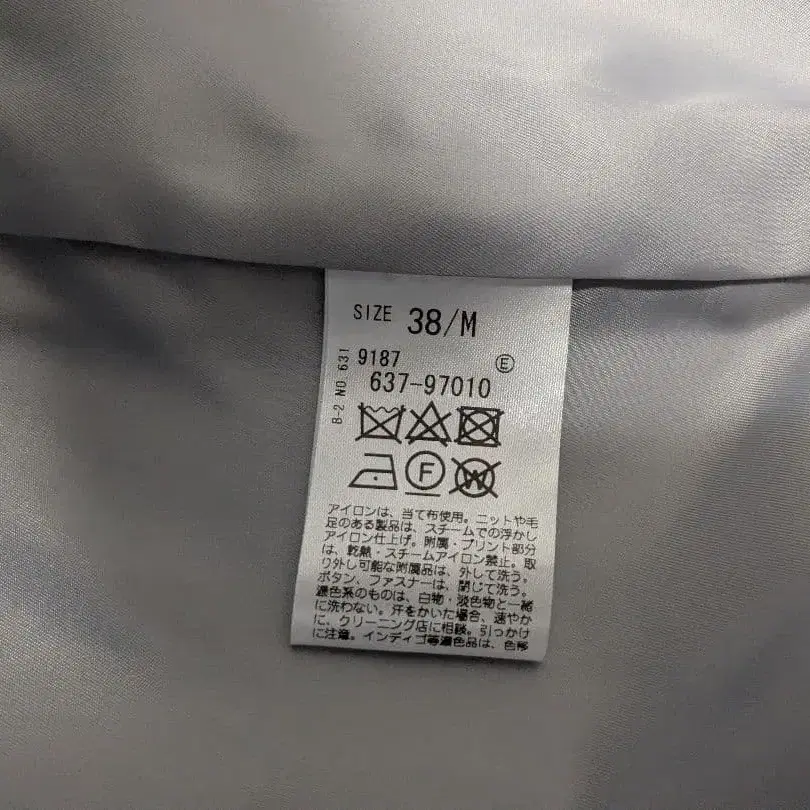 SIZE 38/M
B-2 NO.631
9187 E
637-97010
F
W
アイロンは、当て布使用。ニットや毛
足のある製品は、スチームでの浮かし
アイロン仕上げ。附属・プリント部分
は、乾熱・スチームアイロン禁止。取
り外し可能な附属品は、外して洗う。
ボタン、ファスナーは、閉じて洗う。
濃色系のものは、白物・淡色物と一緒
に洗わない。汗をかいた場合、速やか
に、クリーニング店に相談。引っかけ
に注意。インディゴ等濃色品は、色移